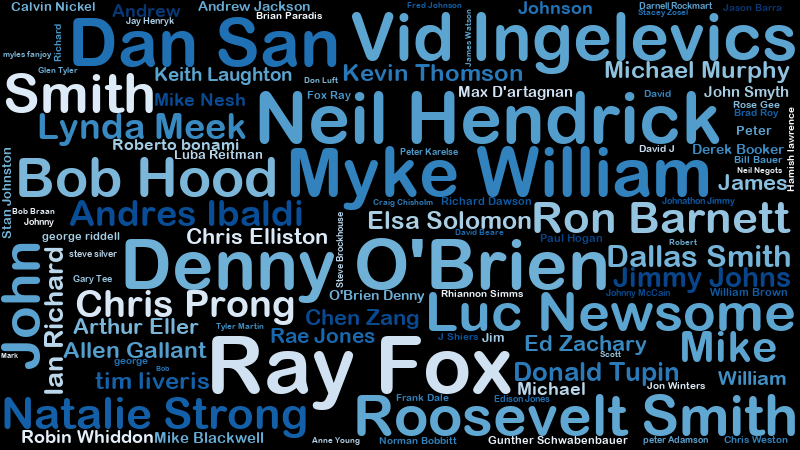 Calvin Nickel
Andrew
Andrew Jackson
Fred Johnson
Johnson
Darnell Rockmart
Jason Barra
Stacey Zosel
Jay Henryk
Brian Paradis
Richard
Dan San
James Watson
Vid Ingelevics
myles fanjoy
Glen Tyler
Keith Laughton
Don Luft
Kevin Thomson
Michael Murphy
Smith
Mike Nesh
Fox Ray
Neil Hendrick
Max D'artagnan
David
John Smyth
Rose Gee
Brad Roy
Lynda Meek
Peter
Hamish lawrence
Roberto bonami
Luba Reitman
Peter Karelse
David J
Derek Booker
Bill Bauer
Neil Negots
Stan Johnston
Bob Hood
Myke William
James
Bob Braan
Johnny
Andres Ibaldi
Craig Chisholm
Richard Dawson
Johnathon Jimmy
Elsa Solomon
Ron Barnett
george riddell
Chris Elliston
Steve Brockhouse
David Beare
Paul Hogan
Robert
steve silver
John
Ian Richard
Denny O'Brien
Dallas Smith
Gary Tee
Jimmy Johns
Chris Prong
O'Brien Denny
Rhiannon Simms
Johnny McCain
William Brown
Arthur Eller
Tyler Martin
Chen Zang
Luc Newsome
Rae Jones
J Shiers
Jim
Ed Zachary
Mike
Mark
Allen Gallant
george
Bob
Ray Fox
Scott
tim liveris
Donald Tupin
William
Michael
Jon Winters
Natalie Strong
Frank Dale
Edison Jones
Roosevelt Smith
Robin Whiddon
Mike Blackwell
Anne Young
Norman Bobbitt
Gunther Schwabenbauer
peter Adamson
Chris Weston